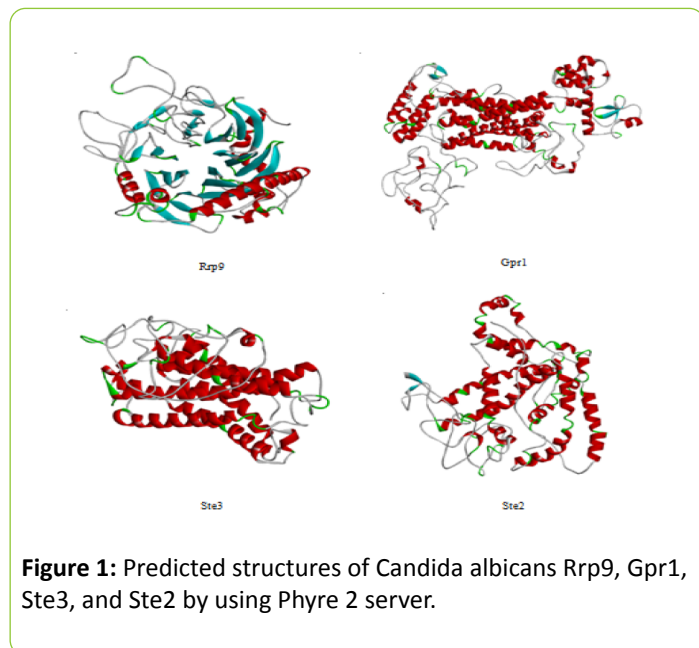 Rrp9
Gpr1
Ste3
Ste2
Figure 1: Predicted structures of Candida albicans Rrp9, Gpr1,
Ste3, and Ste2 by using Phyre 2 server.